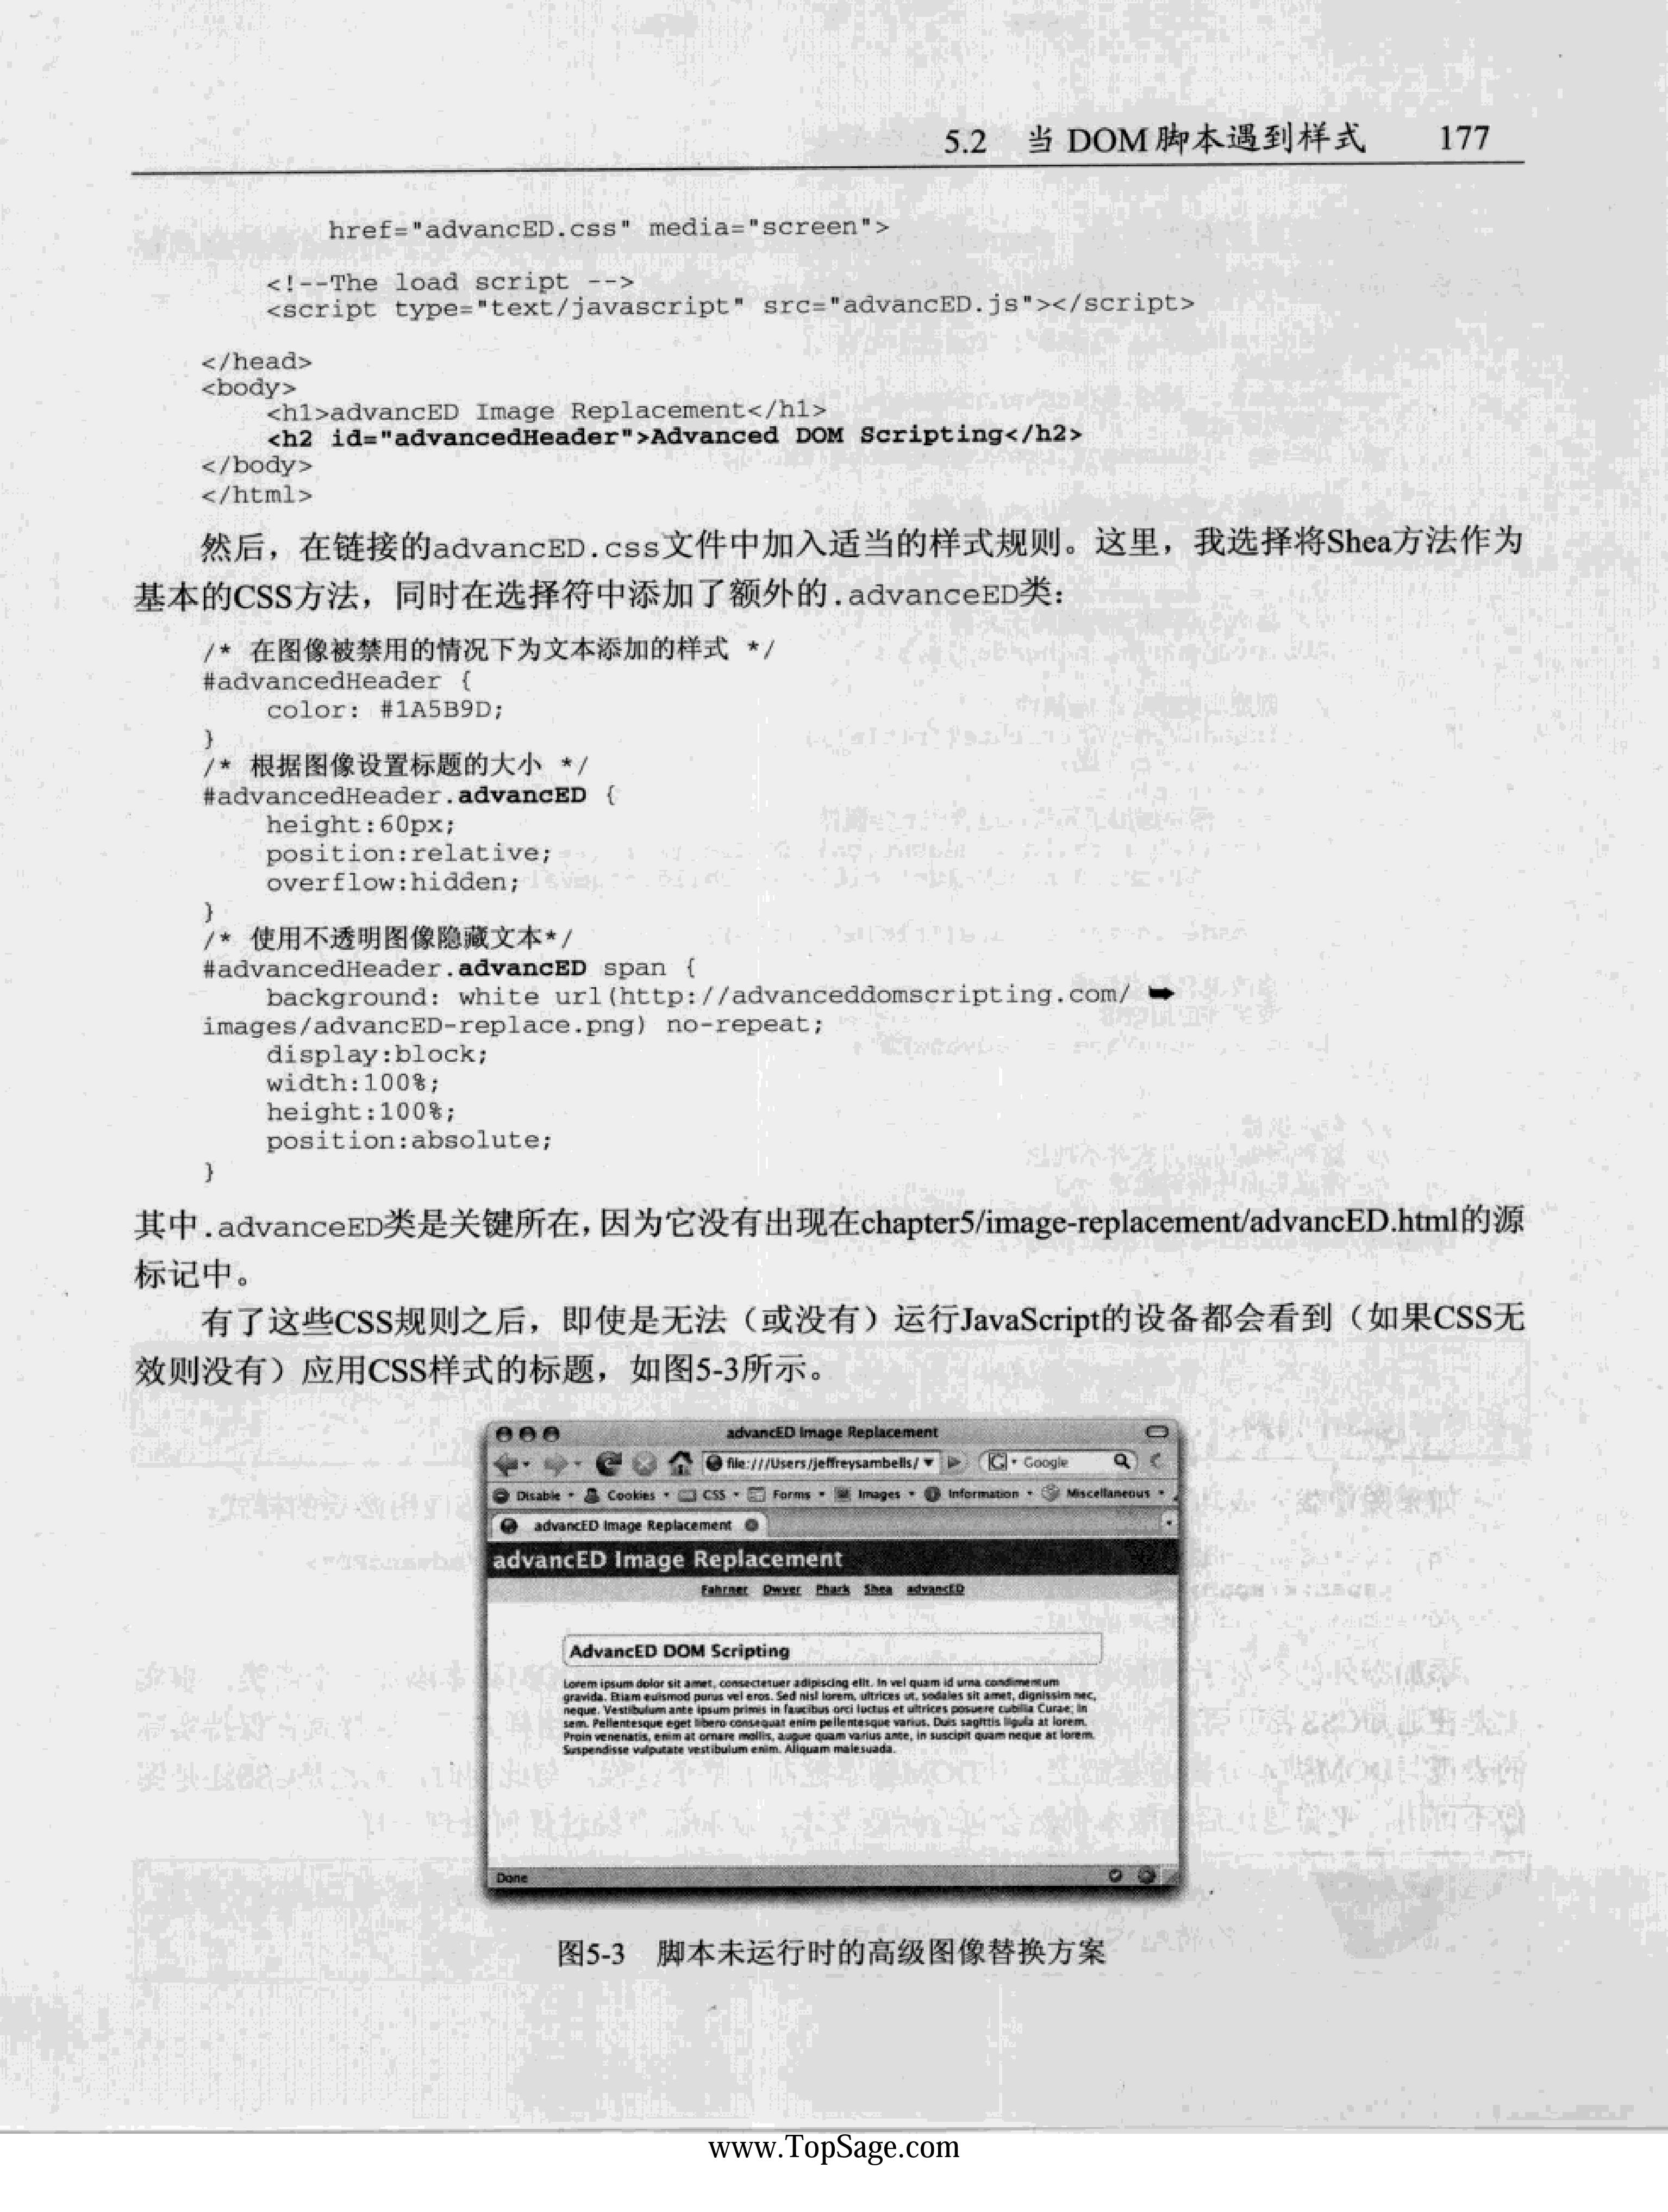 5.2 当 DOM 脚本遇到样式 177
href="advancED.css" media="screen">
<!--The load script -->
<script type="text/javascript" src="advancED.js"></script>
</head>
<body>
<h1>advancED Image Replacement</h1>
<h2 id="advancedHeader">Advanced DOM Scripting</h2>
</body>
</html>
然后，在链接的advancED.css文件中加入适当的样式规则。这里，我选择将Shea方法作为
基本的CSS方法，同时在选择符中添加了额外的.advanceED类：
/* 在图像被禁用的情况下为文本添加的样式 */
#advancedHeader {
color: #1A5B9D;
}
/* 根据图像设置标题的大小 */
#advancedHeader.advancED {
height:60px;
position:relative;
overflow:hidden;
}
/* 使用不透明图像隐藏文本*/
#advancedHeader.advancED span {
background: white url(http://advanceddomscripting.com/ ➥
images/advancED-replace.png) no-repeat;
display:block;
width:100%;
height:100%;
position:absolute;
}
其中.advanceED类是关键所在，因为它没有出现在chapter5/image-replacement/advancED.html的源
标记中。
有了这些CSS规则之后，即使是无法（或没有）运行JavaScript的设备都会看到（如果CSS无
效则没有）应用CSS样式的标题，如图5-3所示。
advancED Image Replacement
file:///Users/jeffreysambells/ Google
Disable Cookies CSS Forms Images Information Miscellaneous
advancED Image Replacement
advancED Image Replacement
Fahrner Dwyer Phark Shea advancED
AdvancED DOM Scripting
Lorem ipsum dolor sit amet, consectetuer adipiscing elit. In vel quam id urna condimentum
gravida. Etiam euismod purus vel eros. Sed nisl lorem, ultrices ut, sodales sit amet, dignissim nec,
neque. Vestibulum ante ipsum primis in faucibus orci luctus et ultrices posuere cubilia Curae; In
sem. Pellentesque eget libero consequat enim pellentesque varius. Duis sagittis ligula at lorem.
Proin venenatis, enim at ornare mollis, augue quam varius ante, in suscipit quam neque at lorem.
Suspendisse vulputate vestibulum enim. Aliquam malesuada.
Done
图5-3 脚本未运行时的高级图像替换方案
www.TopSage.com